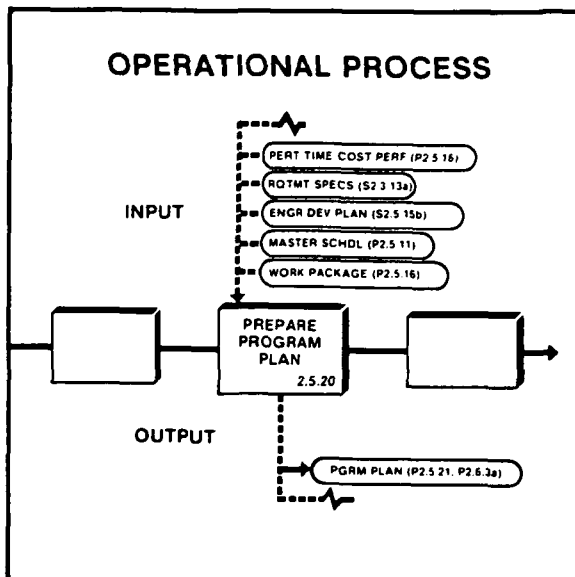 OPERATIONAL PROCESS
PERT TIME COST PERF (P2.5 16)
RQTMT SPECS (S2.3 13a)
INPUT
ENGR DEV PLAN (S2.5 15b)
MASTER SCHDL (P2.5 11)
WORK PACKAGE (P2.5.16)
PREPARE
PROGRAM
PLAN
2.5.20
OUTPUT
PGRM PLAN (P2.5 21, P2.6.3a)